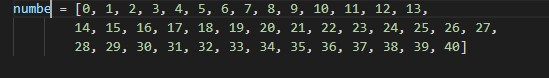 numbe = [0, 1, 2, 3, 4, 5, 6, 7, 8, 9, 10, 11, 12, 13,
14, 15, 16, 17, 18, 19, 20, 21, 22, 23, 24, 25, 26, 27,
28, 29, 30, 31, 32, 33, 34, 35, 36, 37, 38, 39, 40]